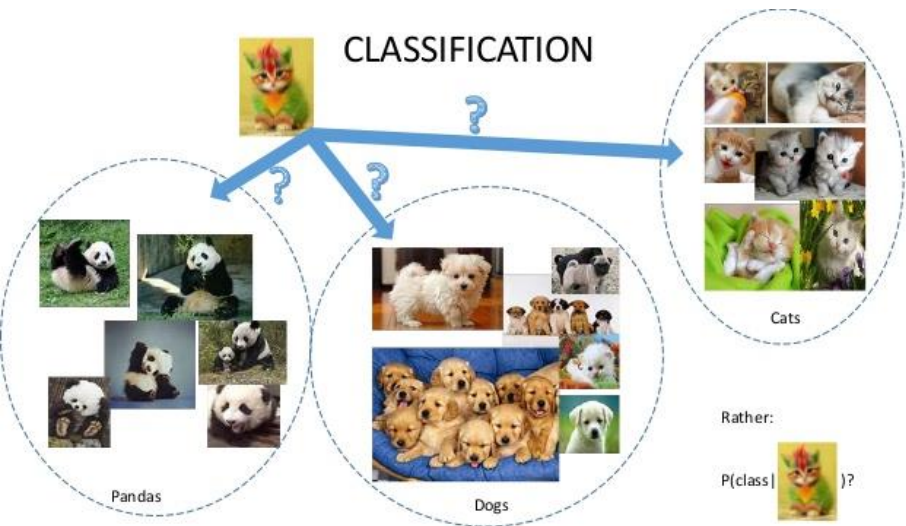 CLASSIFICATION
?
?
?
Cats
Pandas
Dogs
Rather:
P(class| )?